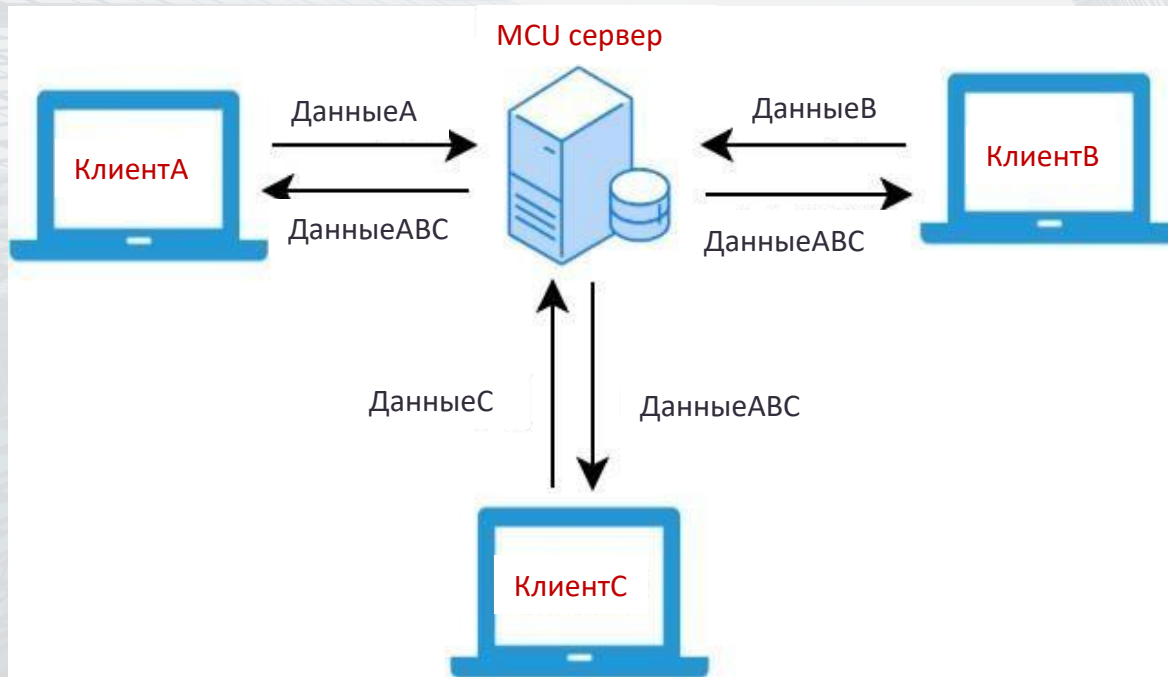 MCU сервер
ДанныеA
ДанныеB
КлиентA
КлиентB
ДанныеABC
ДанныеABC
ДанныеC
ДанныеABC
КлиентC